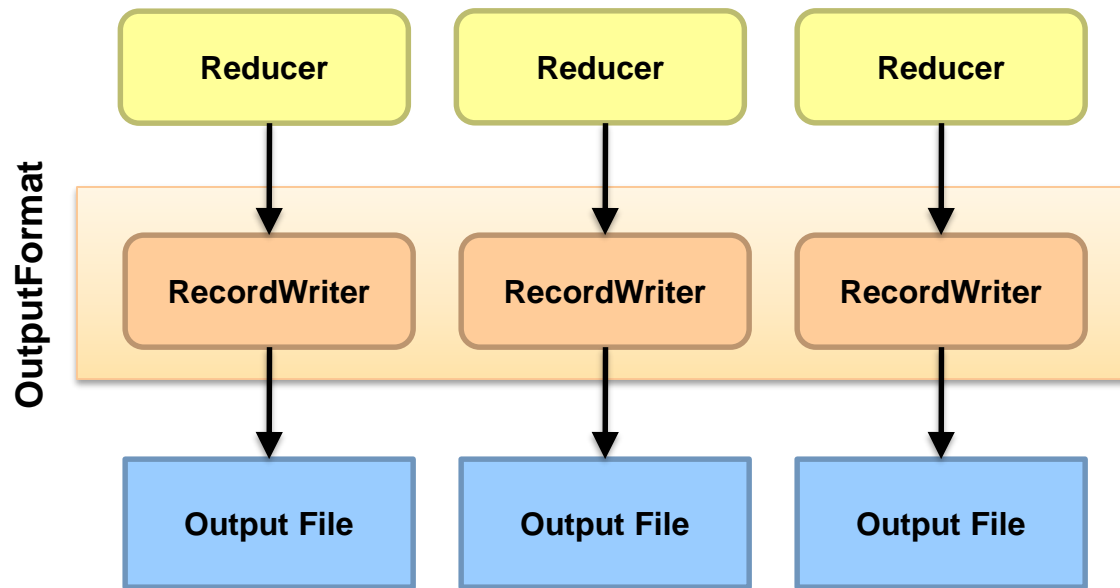 Reducer
Reducer
Reducer
OutputFormat
RecordWriter
RecordWriter
RecordWriter
Output File
Output File
Output File